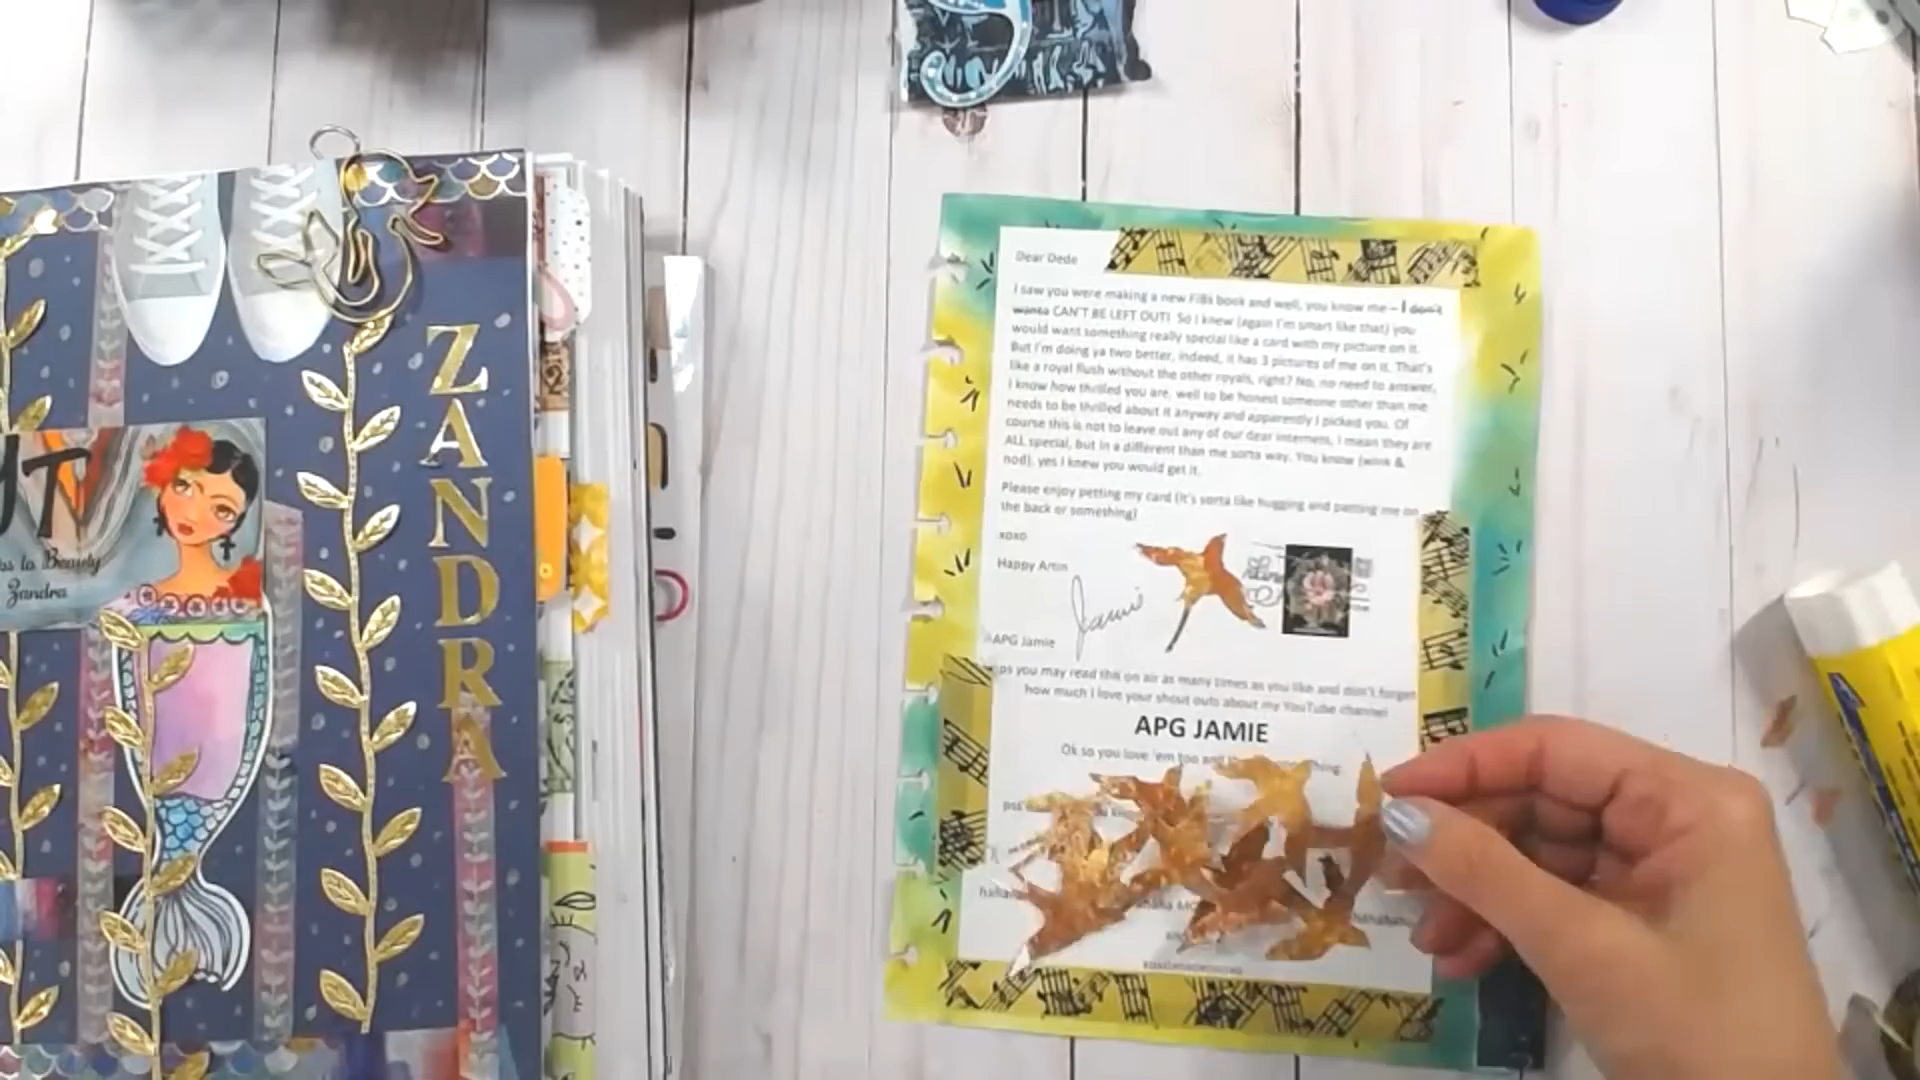 ZANDRA
to Beauty
Zandra
Dear Dede
I saw you were making a new FIBs book and well, you know me – I don't
wanta CAN'T BE LEFT OUT! So I knew (again I'm smart like that) you
would want something really special like a card with my picture on it.
But I'm doing ya two better, indeed, it has 3 pictures of me on it. That's
like a royal flush without the other royals, right? No, no need to answer,
I know how thrilled you are, well to be honest someone other than me
needs to be thrilled about it anyway and apparently I picked you. Of
course this is not to leave out any of our dear internets, I mean they are
ALL special, but in a different than me sorta way. You know (wink &
nod), yes I knew you would get it.
Please enjoy petting my card (it's sorta like hugging and patting me on
the back or something)
xoxo
Happy Artin
Jamie
APG Jamie
ps you may read this on air as many times as you like and don't forget
how much I love your shout outs about my YouTube channel
APG JAMIE
Ok so you love 'em too and